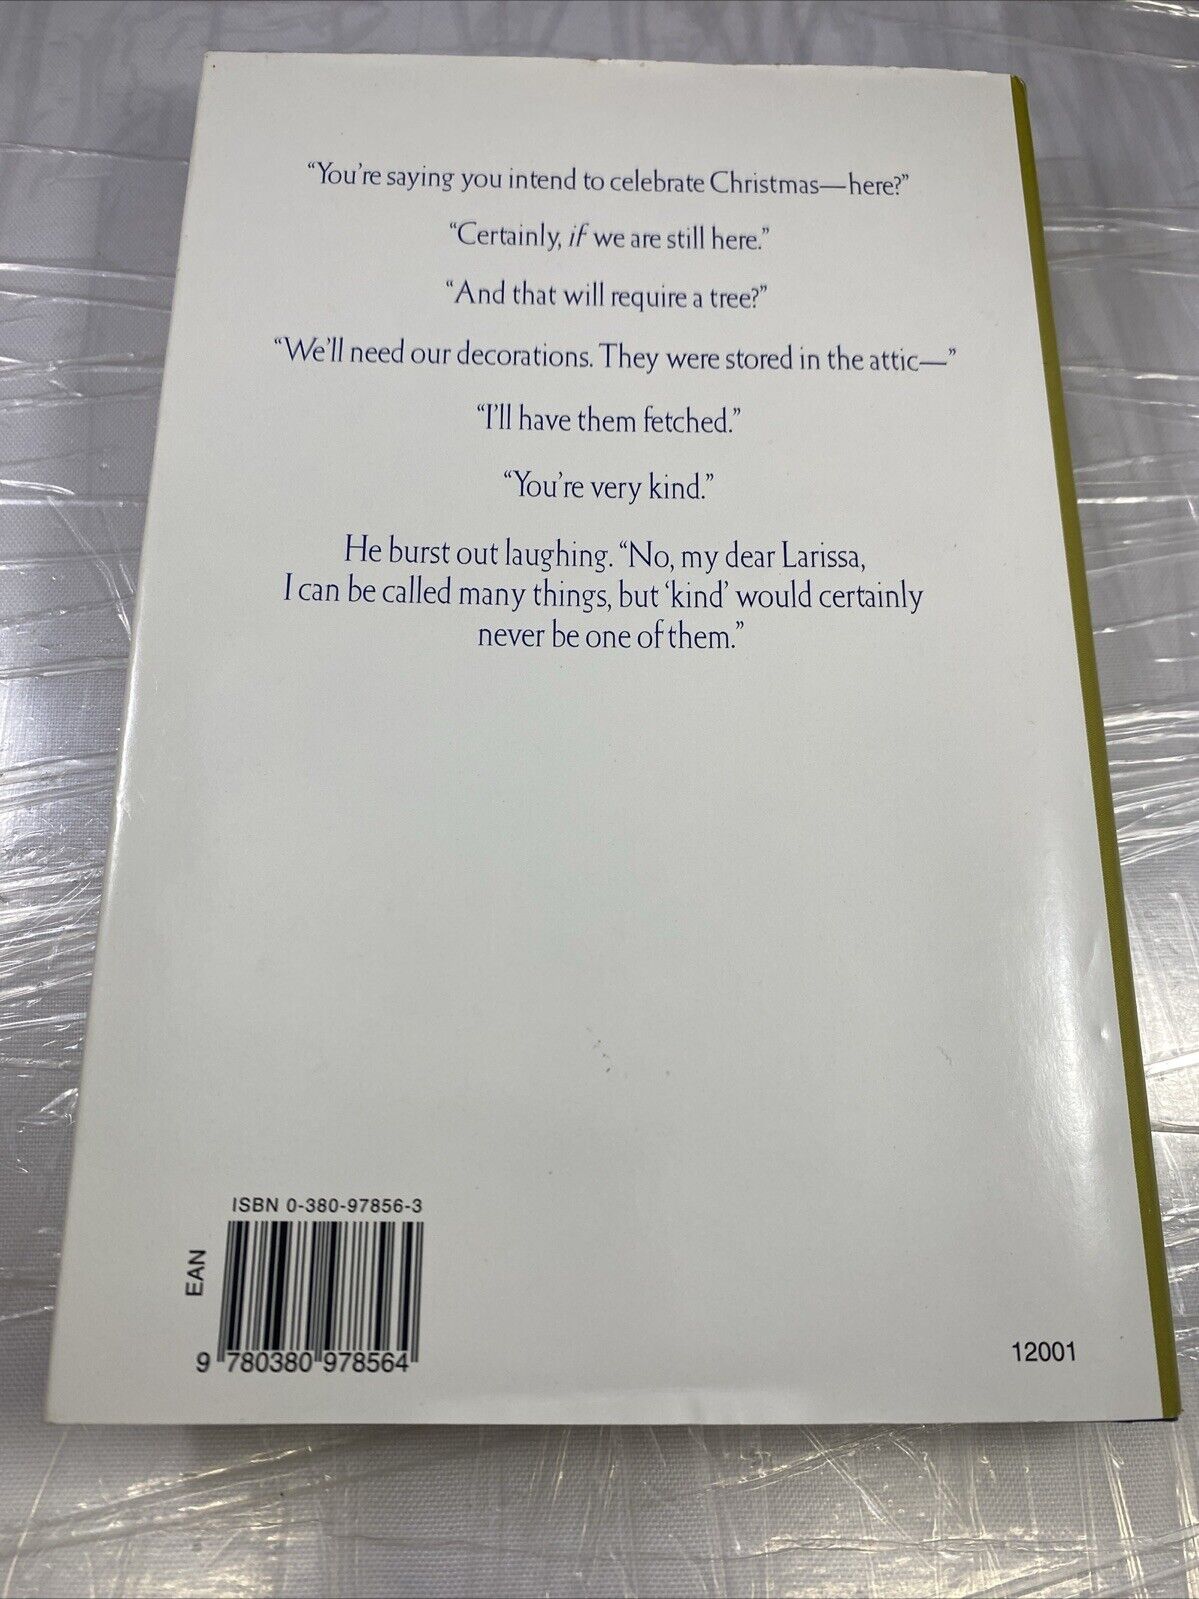 “You’re saying you intend to celebrate Christmas—here?”
“Certainly, if we are still here.”
“And that will require a tree?”
“We’ll need our decorations. They were stored in the attic—”
“I’ll have them fetched.”
“You’re very kind.”
He burst out laughing. “No, my dear Larissa,
I can be called many things, but ‘kind’ would certainly
never be one of them.”
ISBN 0-380-97856-3
EAN
9 780380 978564
12001